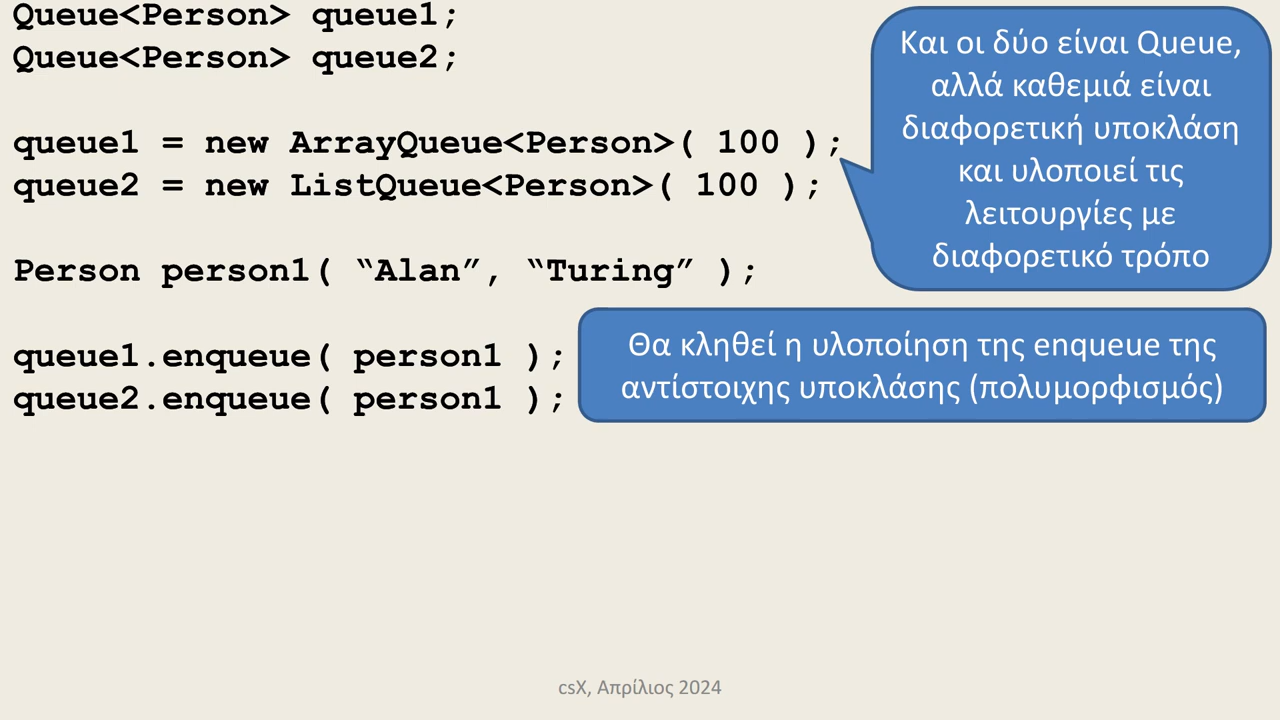 Queue<Person> queue1;
Queue<Person> queue2;
queue1 = new ArrayQueue<Person>( 100 );
queue2 = new ListQueue<Person>( 100 );
Person person1( “Alan”, “Turing” );
queue1.enqueue( person1 );
queue2.enqueue( person1 );
Και οι δύο είναι Queue,
αλλά καθεμιά είναι
διαφορετική υποκλάση
και υλοποιεί τις
λειτουργίες με
διαφορετικό τρόπο
Θα κληθεί η υλοποίηση της enqueue της
αντίστοιχης υποκλάσης (πολυμορφισμός)
csX, Απρίλιος 2024